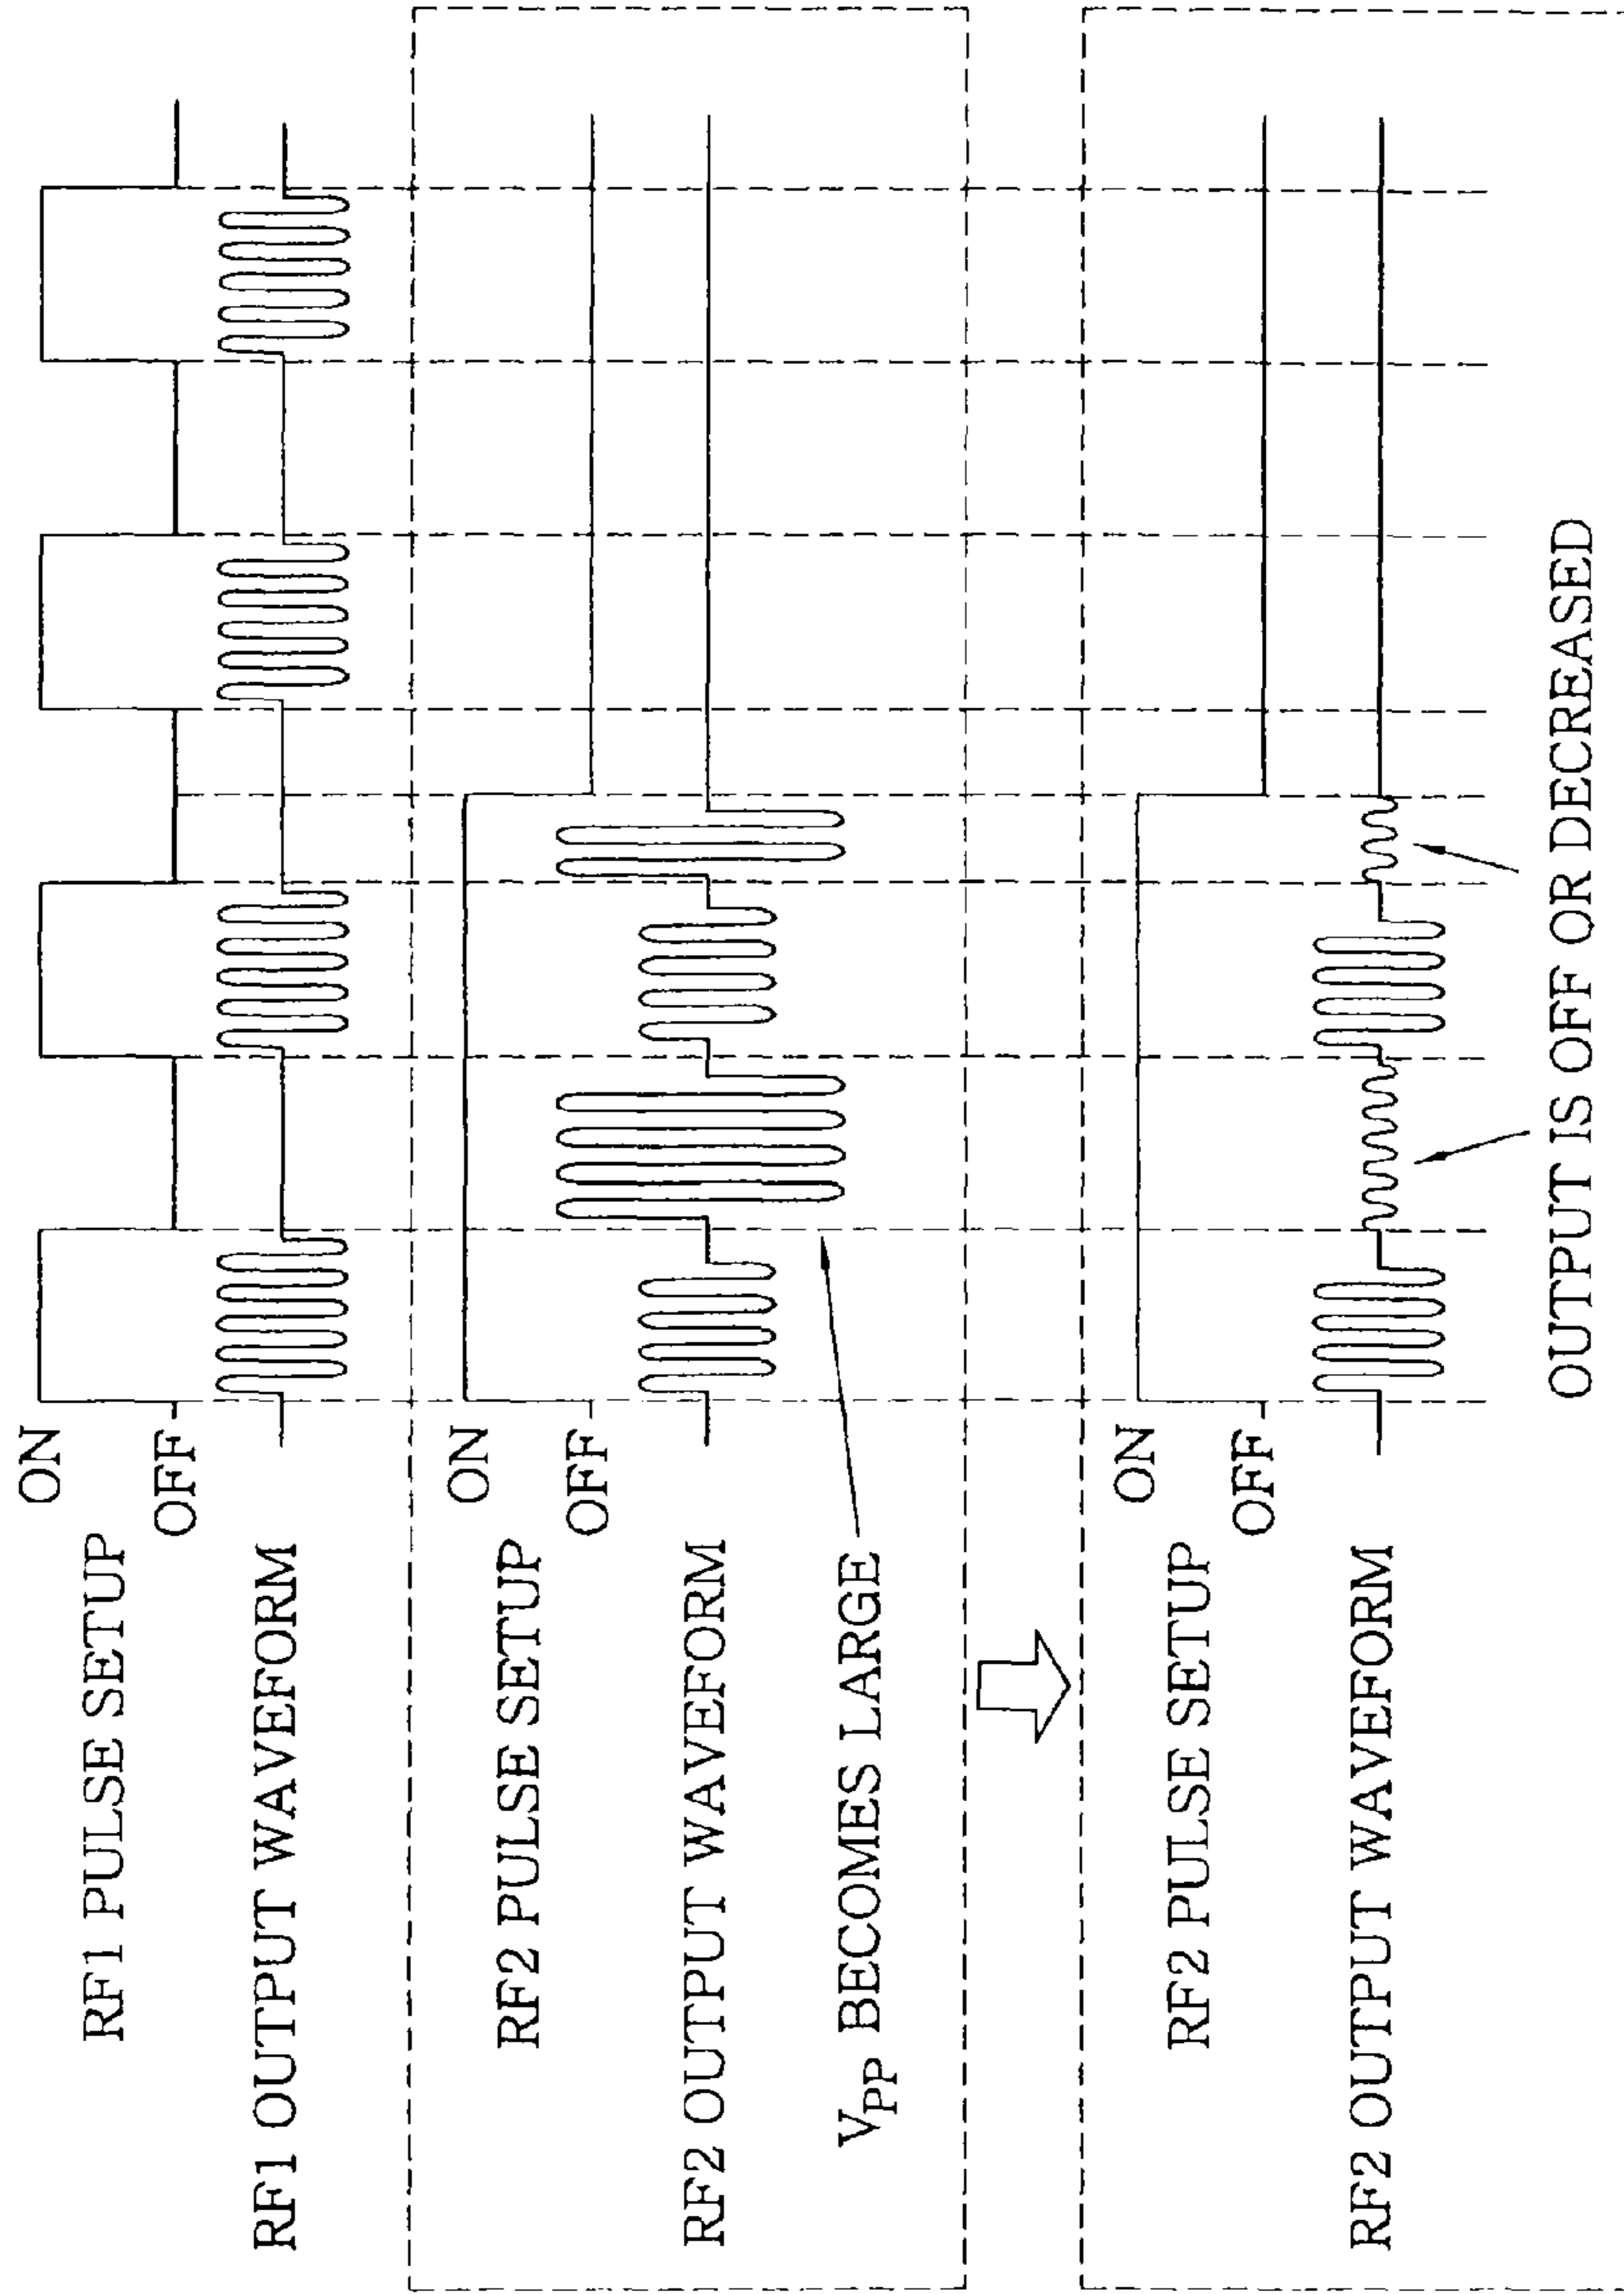 RF1 PULSE SETUP
ON
OFF
RF1 OUTPUT WAVEFORM
RF2 PULSE SETUP
ON
OFF
RF2 OUTPUT WAVEFORM
VPP BECOMES LARGE
RF2 PULSE SETUP
ON
OFF
RF2 OUTPUT WAVEFORM
OUTPUT IS OFF OR DECREASED